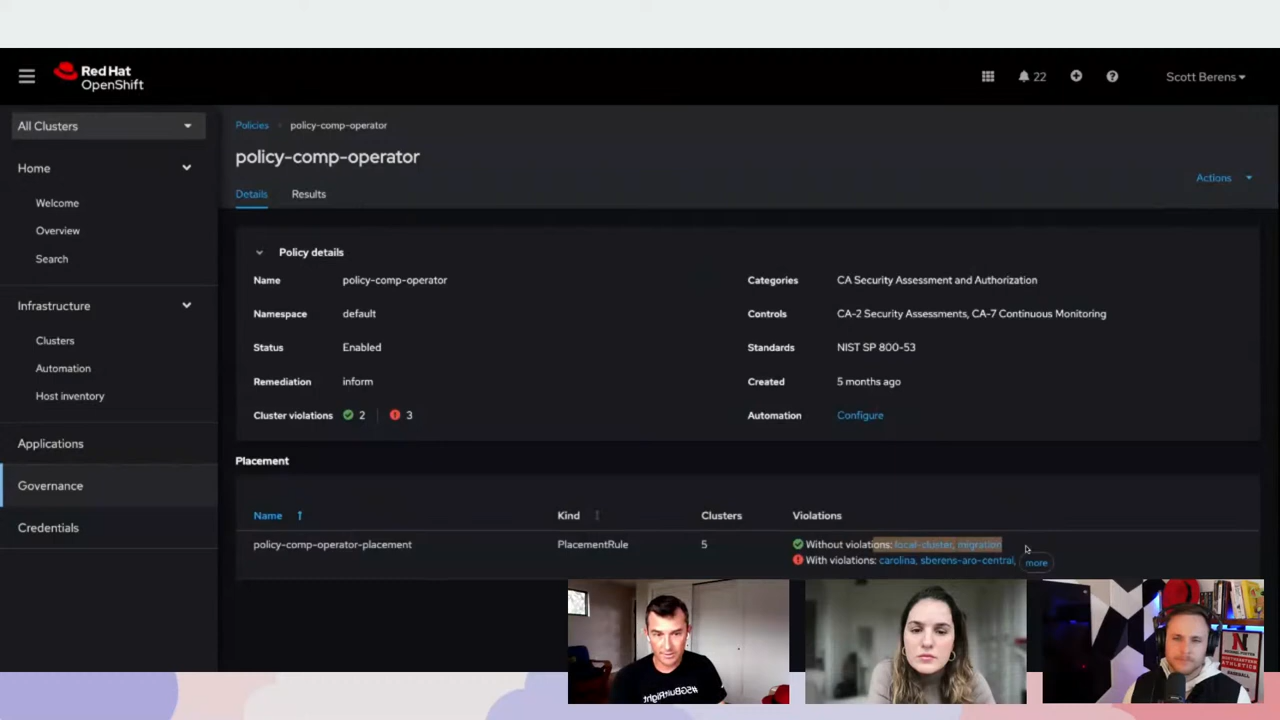 Red Hat
OpenShift
22
Scott Berens
All Clusters
Home
Welcome
Overview
Search
Infrastructure
Clusters
Automation
Host inventory
Applications
Governance
Credentials
Policies policy-comp-operator
policy-comp-operator
Actions
Details Results
Policy details
Name policy-comp-operator Categories CA Security Assessment and Authorization
Namespace default Controls CA-2 Security Assessments, CA-7 Continuous Monitoring
Status Enabled Standards NIST SP 800-53
Remediation inform Created 5 months ago
Cluster violations 2 3 Automation Configure
Placement
Name Kind Clusters Violations
policy-comp-operator-placement PlacementRule 5 Without violations: local-cluster, migration
With violations: carolina, sberens-aro-central, more
#SGBuiltRight
N
NORTHEASTERN
ATHLETICS
BASEBALL